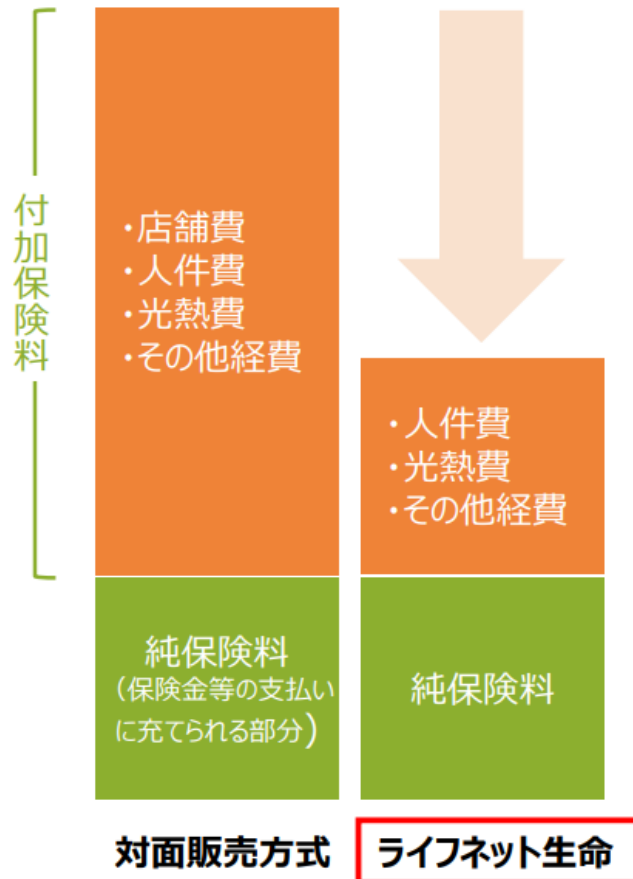 付加保険料
・店舗費
・人件費
・光熱費
・その他経費
純保険料
（保険金等の支払い
に充てられる部分）
対面販売方式
・人件費
・光熱費
・その他経費
純保険料
ライフネット生命